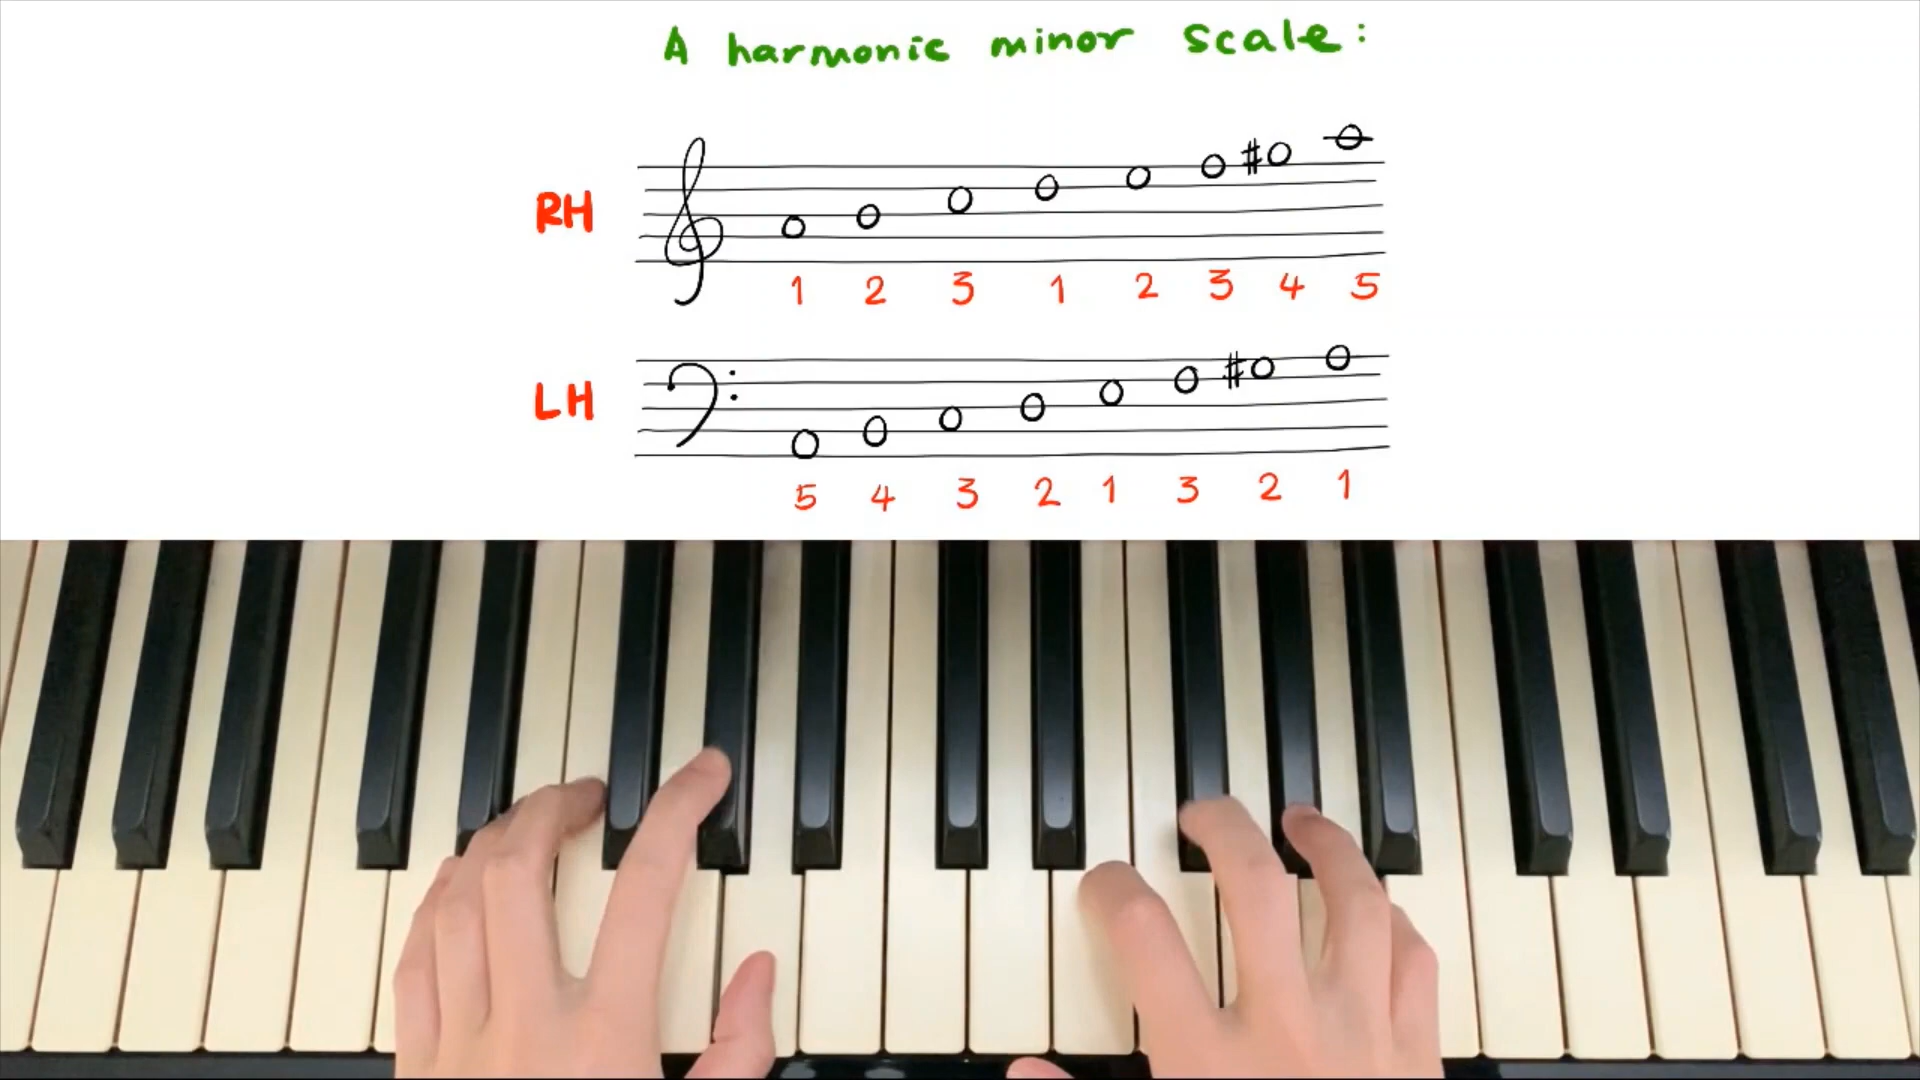 A harmonic minor scale:
RH
1 2 3 1 2 3 4 5
LH
5 4 3 2 1 3 2 1